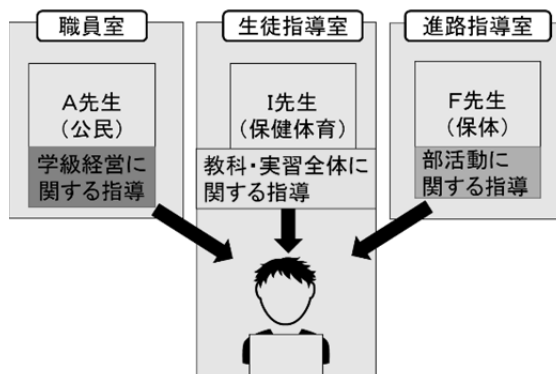 職員室
生徒指導室
進路指導室
A先生
（公民）
学級経営に
関する指導
I先生
（保健体育）
教科・実習全体に
関する指導
F先生
（保体）
部活動に
関する指導